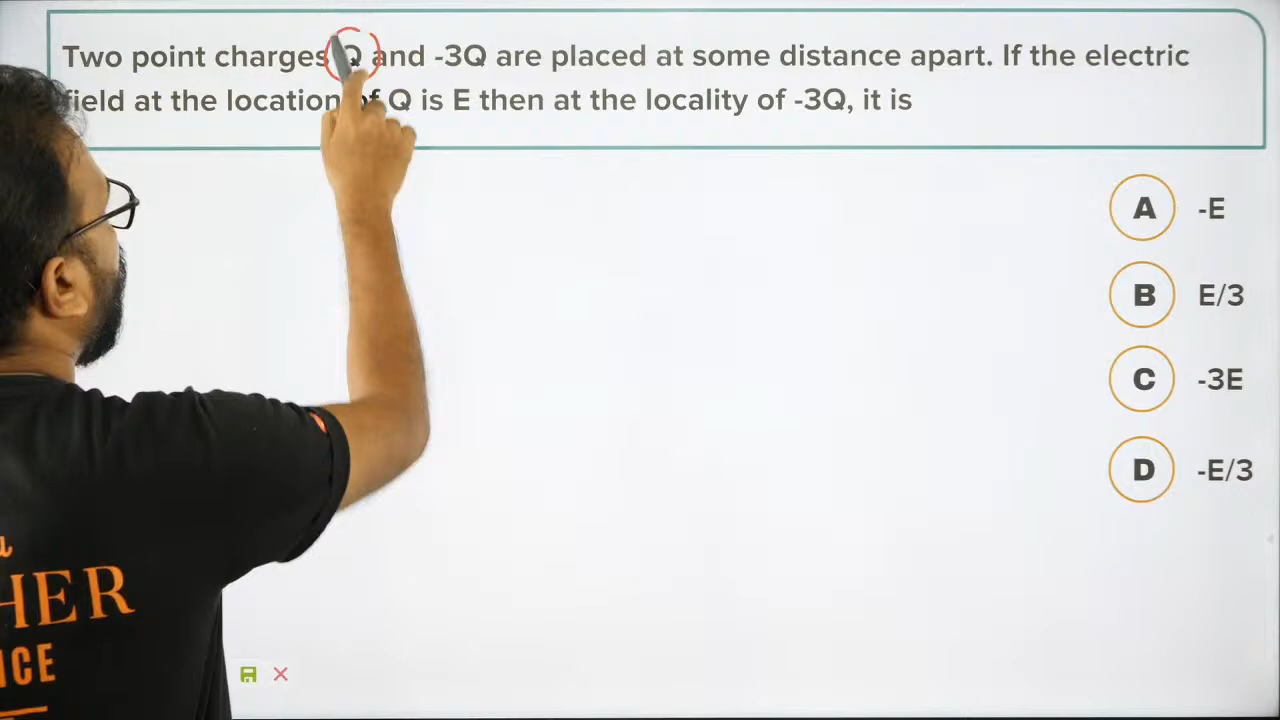 Two point charges Q and -3Q are placed at some distance apart. If the electric
field at the location of Q is E then at the locality of -3Q, it is
A -E
B E/3
C -3E
D -E/3
HER